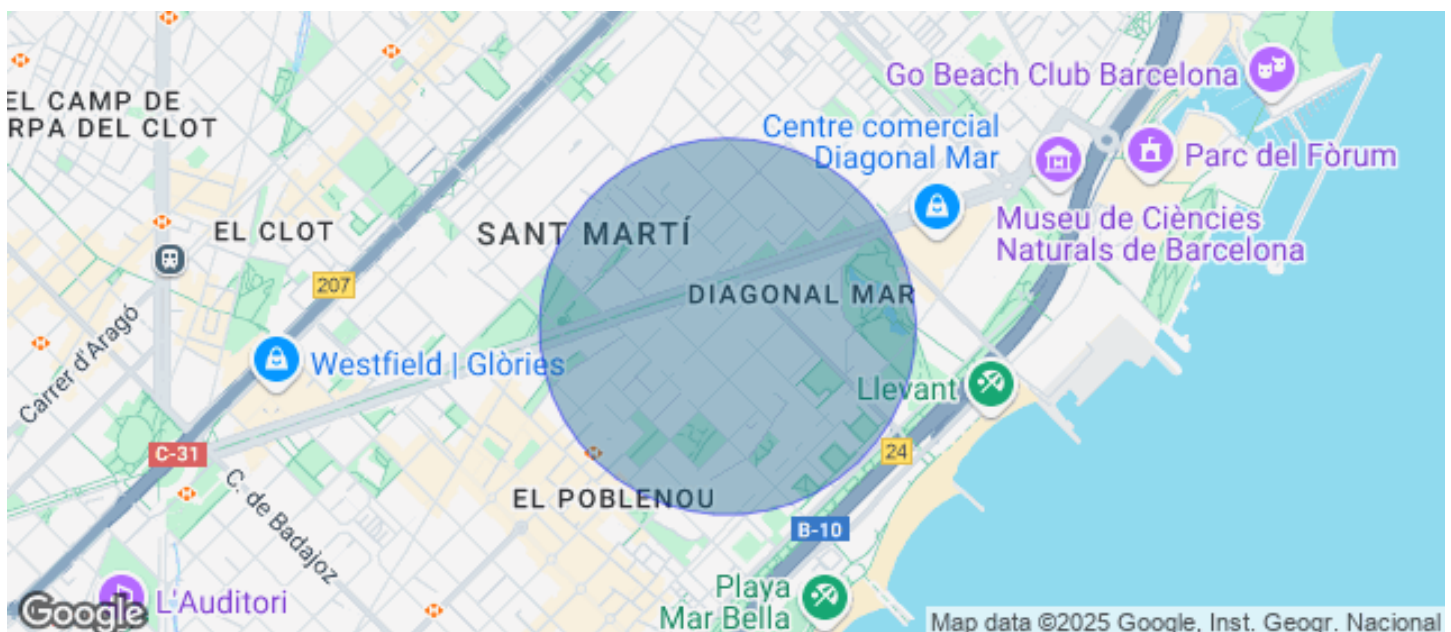 Go Beach Club Barcelona
EL CAMP DE
RPA DEL CLOT
Centre comercial
Diagonal Mar
Parc del Fòrum
EL CLOT
SANT MARTÍ
Museu de Ciències
Naturals de Barcelona
207
DIAGONAL MAR
Carrer d'Aragó
Westfield | Glòries
Llevant
C-31
24
C. de Badajoz
EL POBLENOU
B-10
L'Auditori
Playa
Mar Bella
Google
Map data ©2025 Google, Inst. Geogr. Nacional